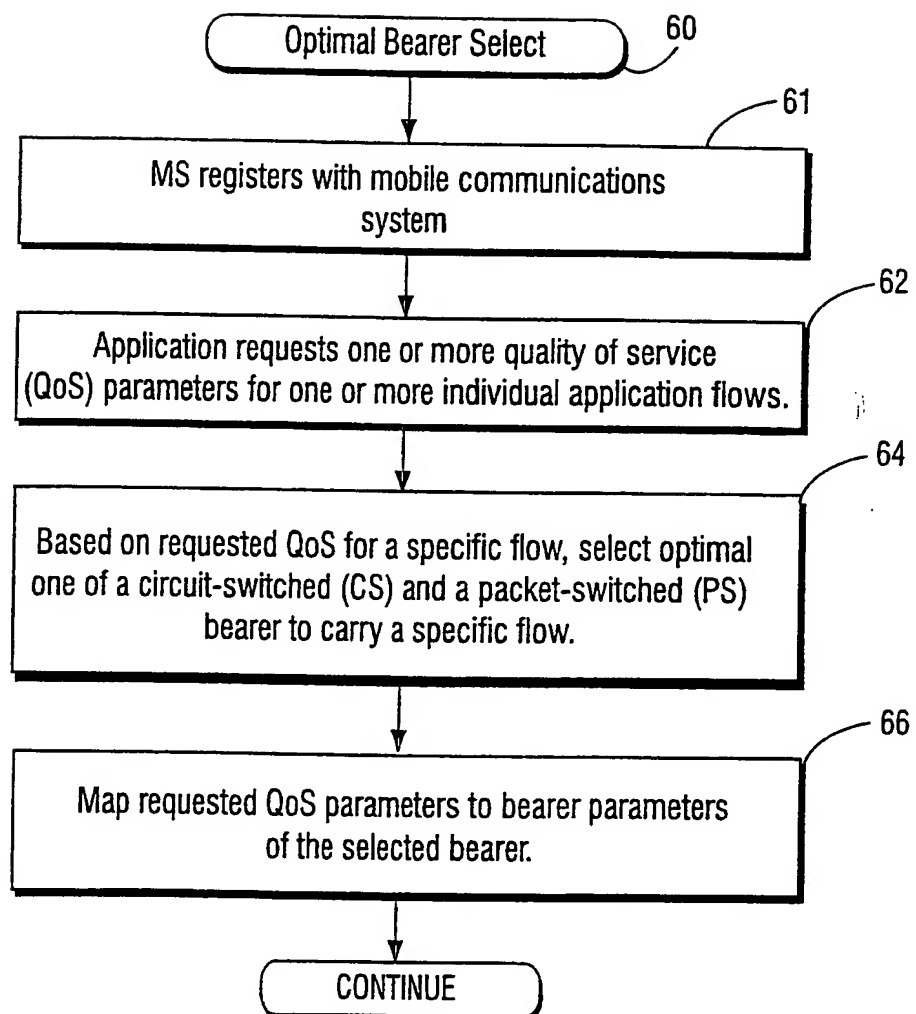 Optimal Bearer Select
60
61
MS registers with mobile communications
system
62
Application requests one or more quality of service
(QoS) parameters for one or more individual application flows.
64
Based on requested QoS for a specific flow, select optimal
one of a circuit-switched (CS) and a packet-switched (PS)
bearer to carry a specific flow.
66
Map requested QoS parameters to bearer parameters
of the selected bearer.
CONTINUE